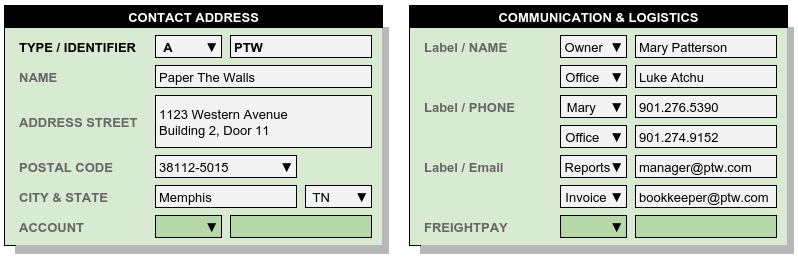 CONTACT ADDRESS
TYPE / IDENTIFIER A ▼ PTW
NAME Paper The Walls
ADDRESS STREET 1123 Western Avenue
Building 2, Door 11
POSTAL CODE 38112-5015 ▼
CITY & STATE Memphis TN ▼
ACCOUNT ▼
COMMUNICATION & LOGISTICS
Label / NAME Owner ▼ Mary Patterson
Office ▼ Luke Atchu
Label / PHONE Mary ▼ 901.276.5390
Office ▼ 901.274.9152
Label / Email Reports ▼ manager@ptw.com
Invoice ▼ bookkeeper@ptw.com
FREIGHTPAY ▼